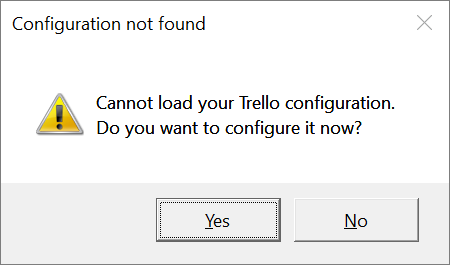 Configuration not found
Cannot load your Trello configuration.
Do you want to configure it now?
Yes
No